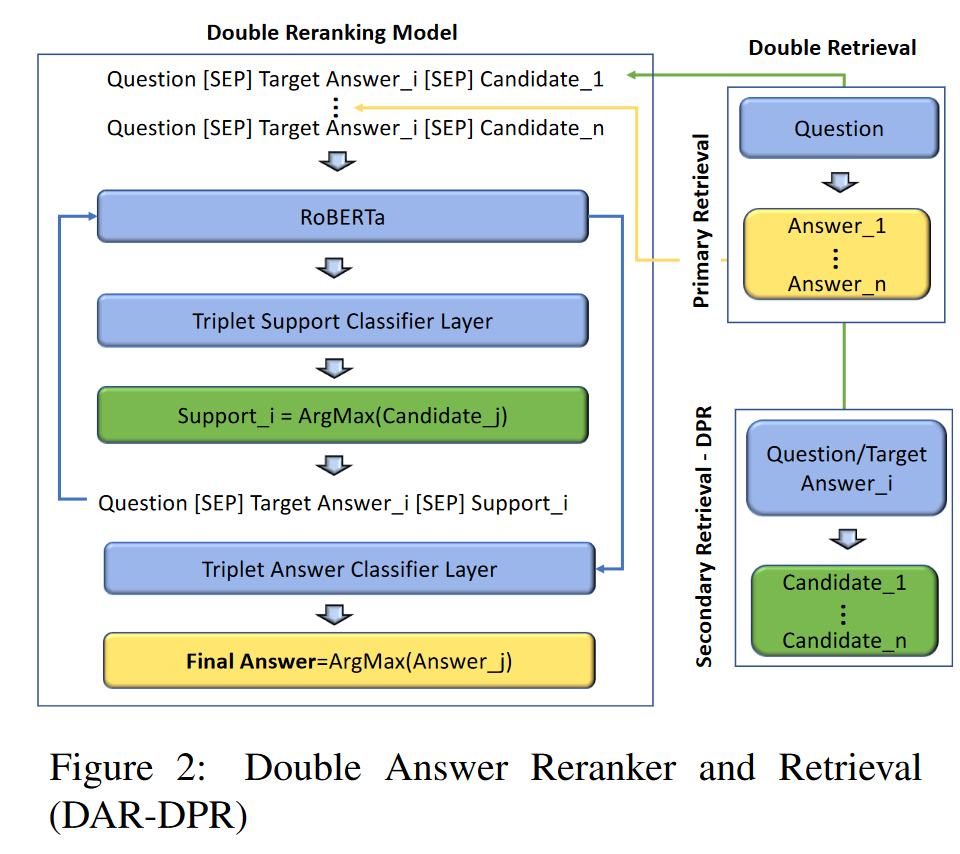 Double Reranking Model
Question [SEP] Target Answer_i [SEP] Candidate_1
⋮
Question [SEP] Target Answer_i [SEP] Candidate_n
RoBERTa
Triplet Support Classifier Layer
Support_i = ArgMax(Candidate_j)
Question [SEP] Target Answer_i [SEP] Support_i
Triplet Answer Classifier Layer
Final Answer=ArgMax(Answer_j)
Double Retrieval
Primary Retrieval
Question
Answer_1
⋮
Answer_n
Secondary Retrieval - DPR
Question/Target
Answer_i
Candidate_1
⋮
Candidate_n
Figure 2: Double Answer Reranker and Retrieval
(DAR-DPR)